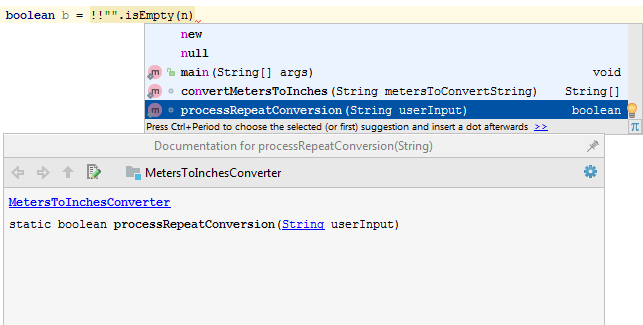 boolean b = !!"".isEmpty(n)
new
null
main(String[] args) void
convertMetersToInches(String metersToConvertString) String[]
processRepeatConversion(String userInput) boolean
Press Ctrl+Period to choose the selected (or first) suggestion and insert a dot afterwards >> π
Documentation for processRepeatConversion(String)
MetersToInchesConverter
MetersToInchesConverter
static boolean processRepeatConversion(String userInput)